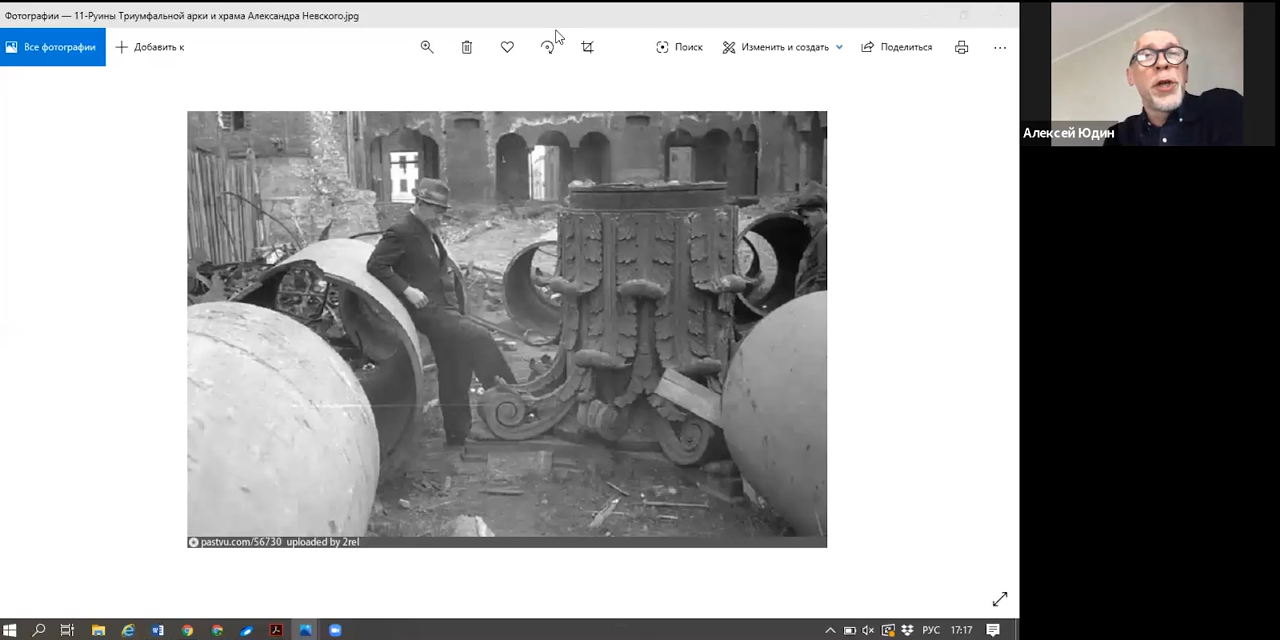 Фотографии — 11-Руины Триумфальной арки и храма Александра Невского.jpg
Все фотографии
Добавить к
Поиск
Изменить и создать
Поделиться
Алексей Юдин
pastvu.com/56730 uploaded by 2rel
РУС
17:17